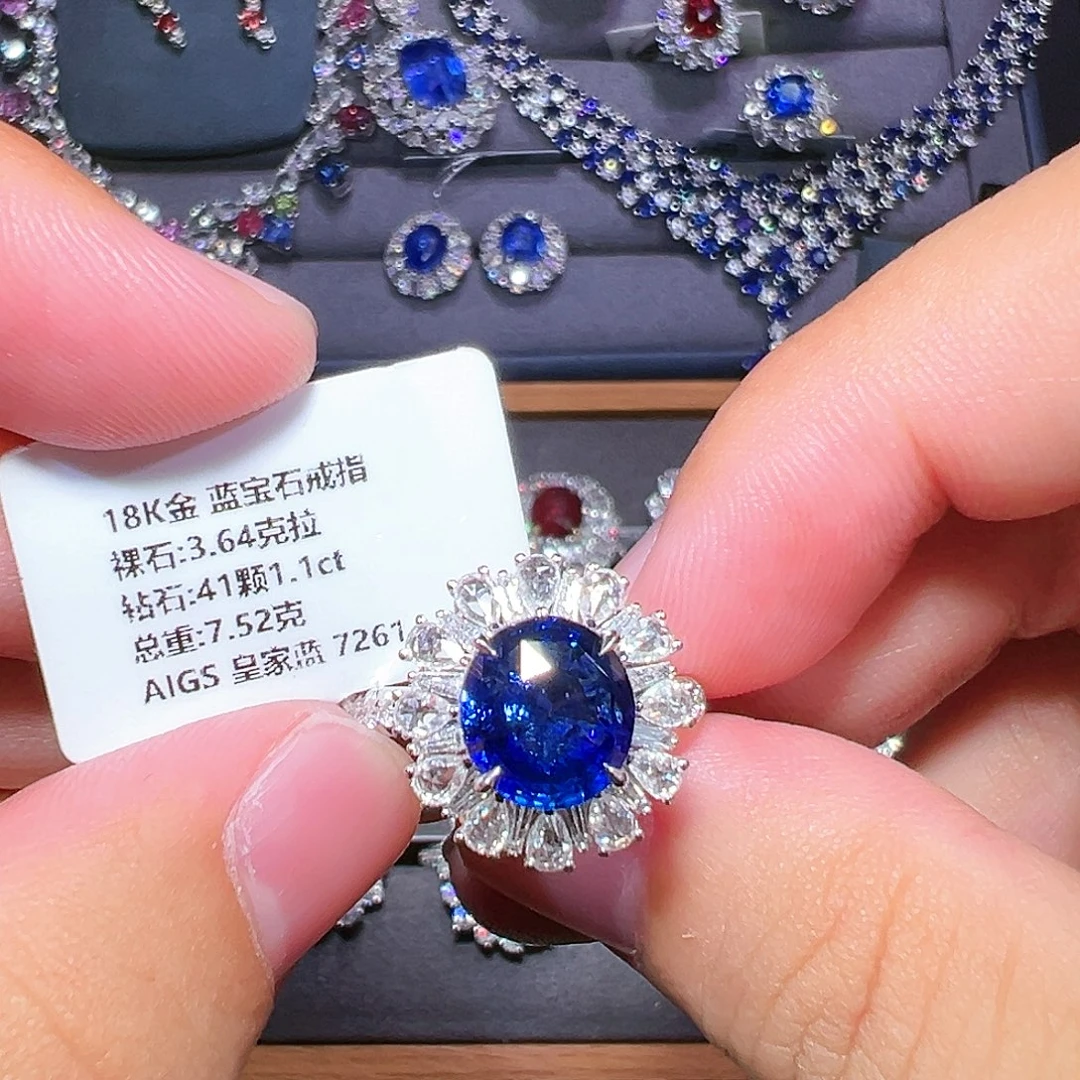 18K金 蓝宝石戒指
裸石:3.64克拉
钻石:41颗1.1ct
总重:7.52克
AIGS 皇家蓝 7261